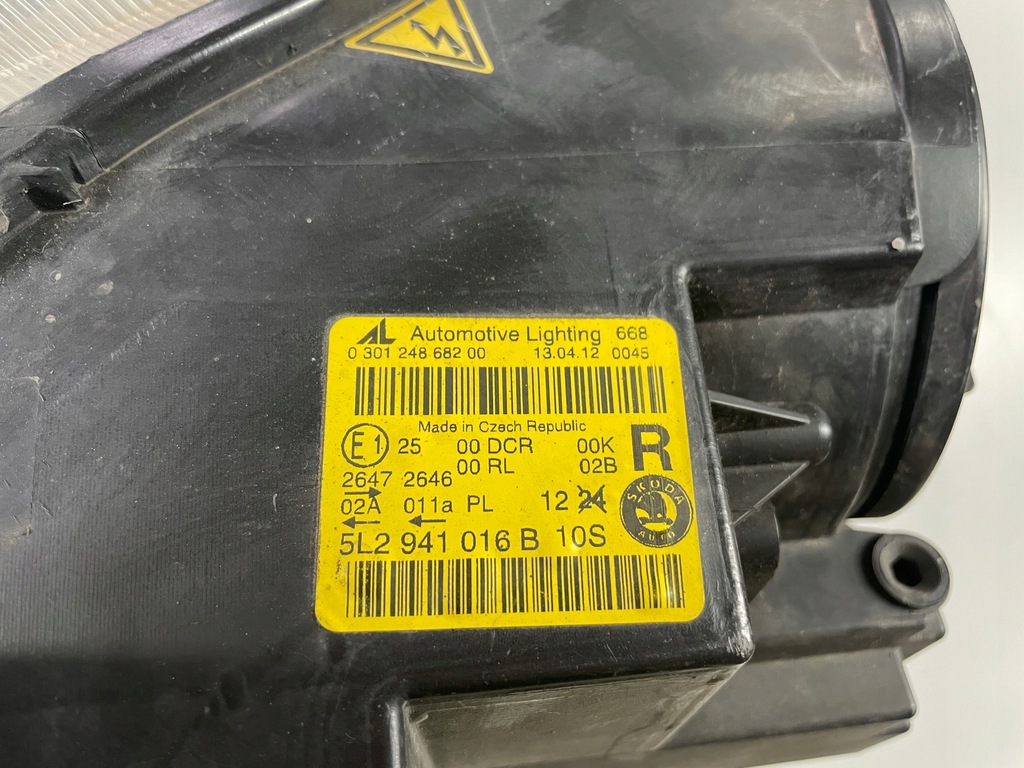 AL Automotive Lighting 668
0 301 248 682 00 13.04.12 0045
Made in Czech Republic
E1 25 00 DCR 00K R
00 RL 02B
2647 2646
02A 011a PL 12 24
SKODA
AUTO
5L2 941 016 B 10S